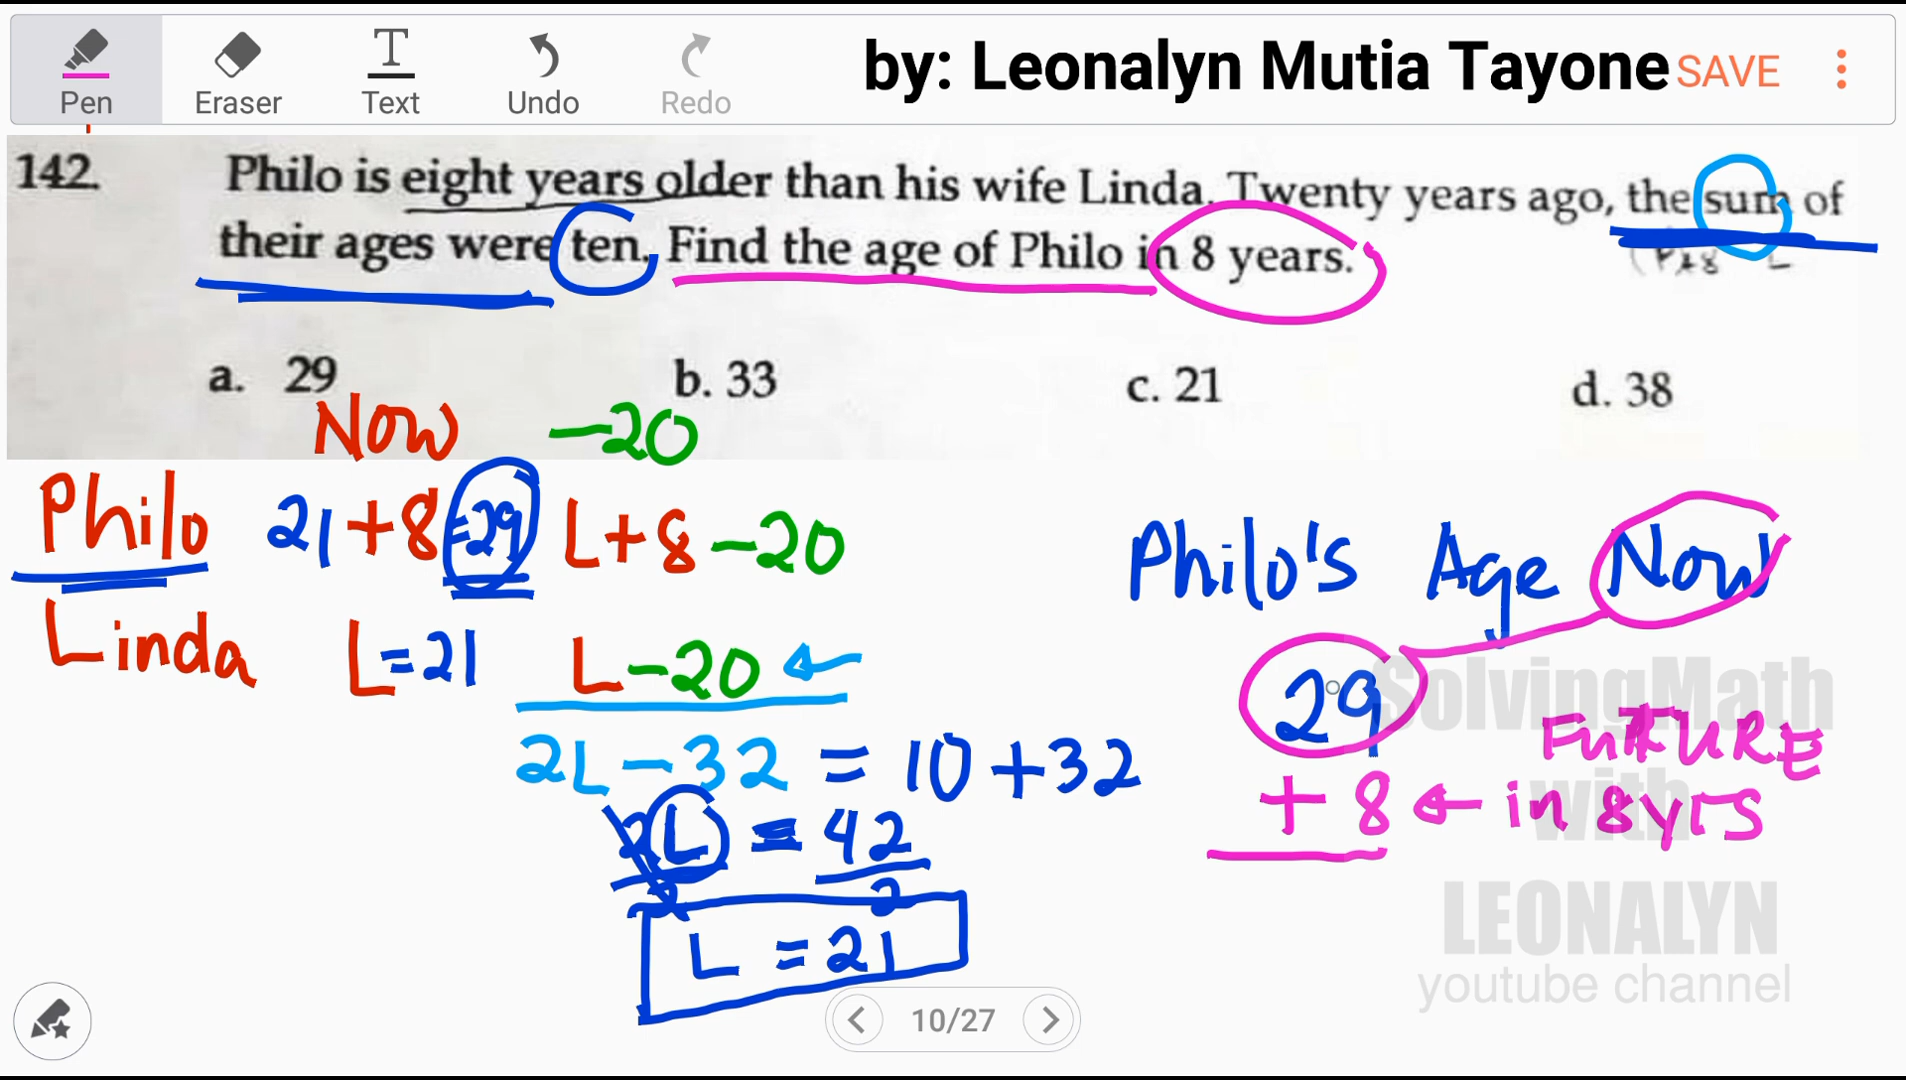 Pen Eraser Text Undo Redo by: Leonalyn Mutia Tayone SAVE
142. Philo is eight years older than his wife Linda. Twenty years ago, the sum of
their ages were ten. Find the age of Philo in 8 years.
a. 29 b. 33 c. 21 d. 38
Now -20
Philo 21+8=29 L+8-20
Linda L=21 L-20
2L-32 = 10+32
2L = 42
2 2
L = 21
Philo's Age Now
29
+ 8 ← in 8yrs
FUTURE
SolvingMath
with
LEONALYN
youtube channel
10/27